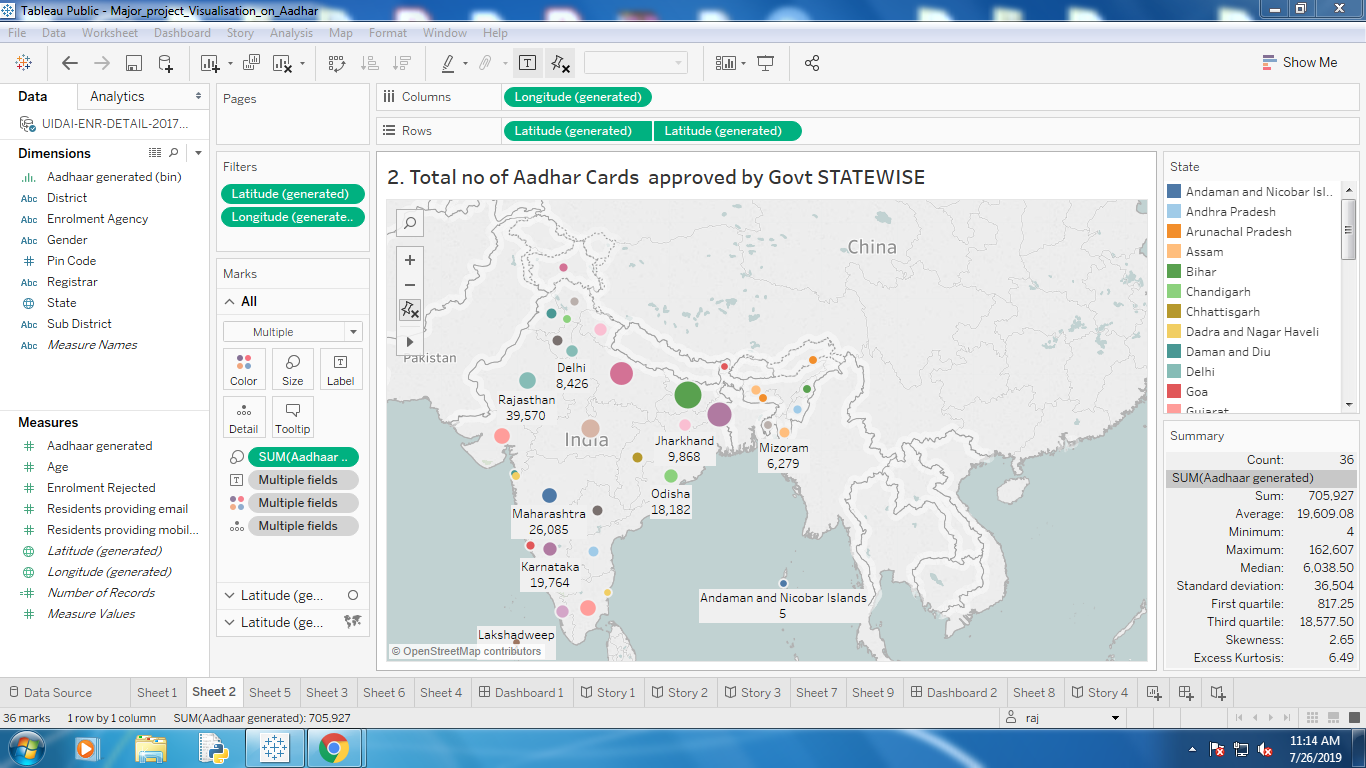 Tableau Public - Major_project_Visualisation_on_Aadhar
File Data Worksheet Dashboard Story Analysis Map Format Window Help
Show Me
Data Analytics
UIDAI-ENR-DETAIL-2017...
Dimensions
Aadhaar generated (bin)
Abc District
Abc Enrolment Agency
Abc Gender
# Pin Code
Abc Registrar
State
Abc Sub District
Abc Measure Names
Measures
# Aadhaar generated
# Age
# Enrolment Rejected
# Residents providing email
# Residents providing mobil...
Latitude (generated)
Longitude (generated)
=# Number of Records
# Measure Values
Pages
Filters
Latitude (generated)
Longitude (generate..
Marks
All
Multiple
Color Size Label
Detail Tooltip
SUM(Aadhaar ..
Multiple fields
Multiple fields
Multiple fields
Latitude (ge...
Latitude (ge...
Columns Longitude (generated)
Rows Latitude (generated) Latitude (generated)
2. Total no of Aadhar Cards approved by Govt STATEWISE
China
Pakistan
India
Delhi
8,426
Rajasthan
39,570
Jharkhand
9,868
Mizoram
6,279
Odisha
18,182
Maharashtra
26,085
Karnataka
19,764
Andaman and Nicobar Islands
5
Lakshadweep
© OpenStreetMap contributors
State
Andaman and Nicobar Isl..
Andhra Pradesh
Arunachal Pradesh
Assam
Bihar
Chandigarh
Chhattisgarh
Dadra and Nagar Haveli
Daman and Diu
Delhi
Goa
Gujarat
Summary
Count: 36
SUM(Aadhaar generated)
Sum: 705,927
Average: 19,609.08
Minimum: 4
Maximum: 162,607
Median: 6,038.50
Standard deviation: 36,504
First quartile: 817.25
Third quartile: 18,577.50
Skewness: 2.65
Excess Kurtosis: 6.49
Data Source Sheet 1 Sheet 2 Sheet 5 Sheet 3 Sheet 6 Sheet 4 Dashboard 1 Story 1 Story 2 Story 3 Sheet 7 Sheet 9 Dashboard 2 Sheet 8 Story 4
36 marks 1 row by 1 column SUM(Aadhaar generated): 705,927 raj
11:14 AM
7/26/2019